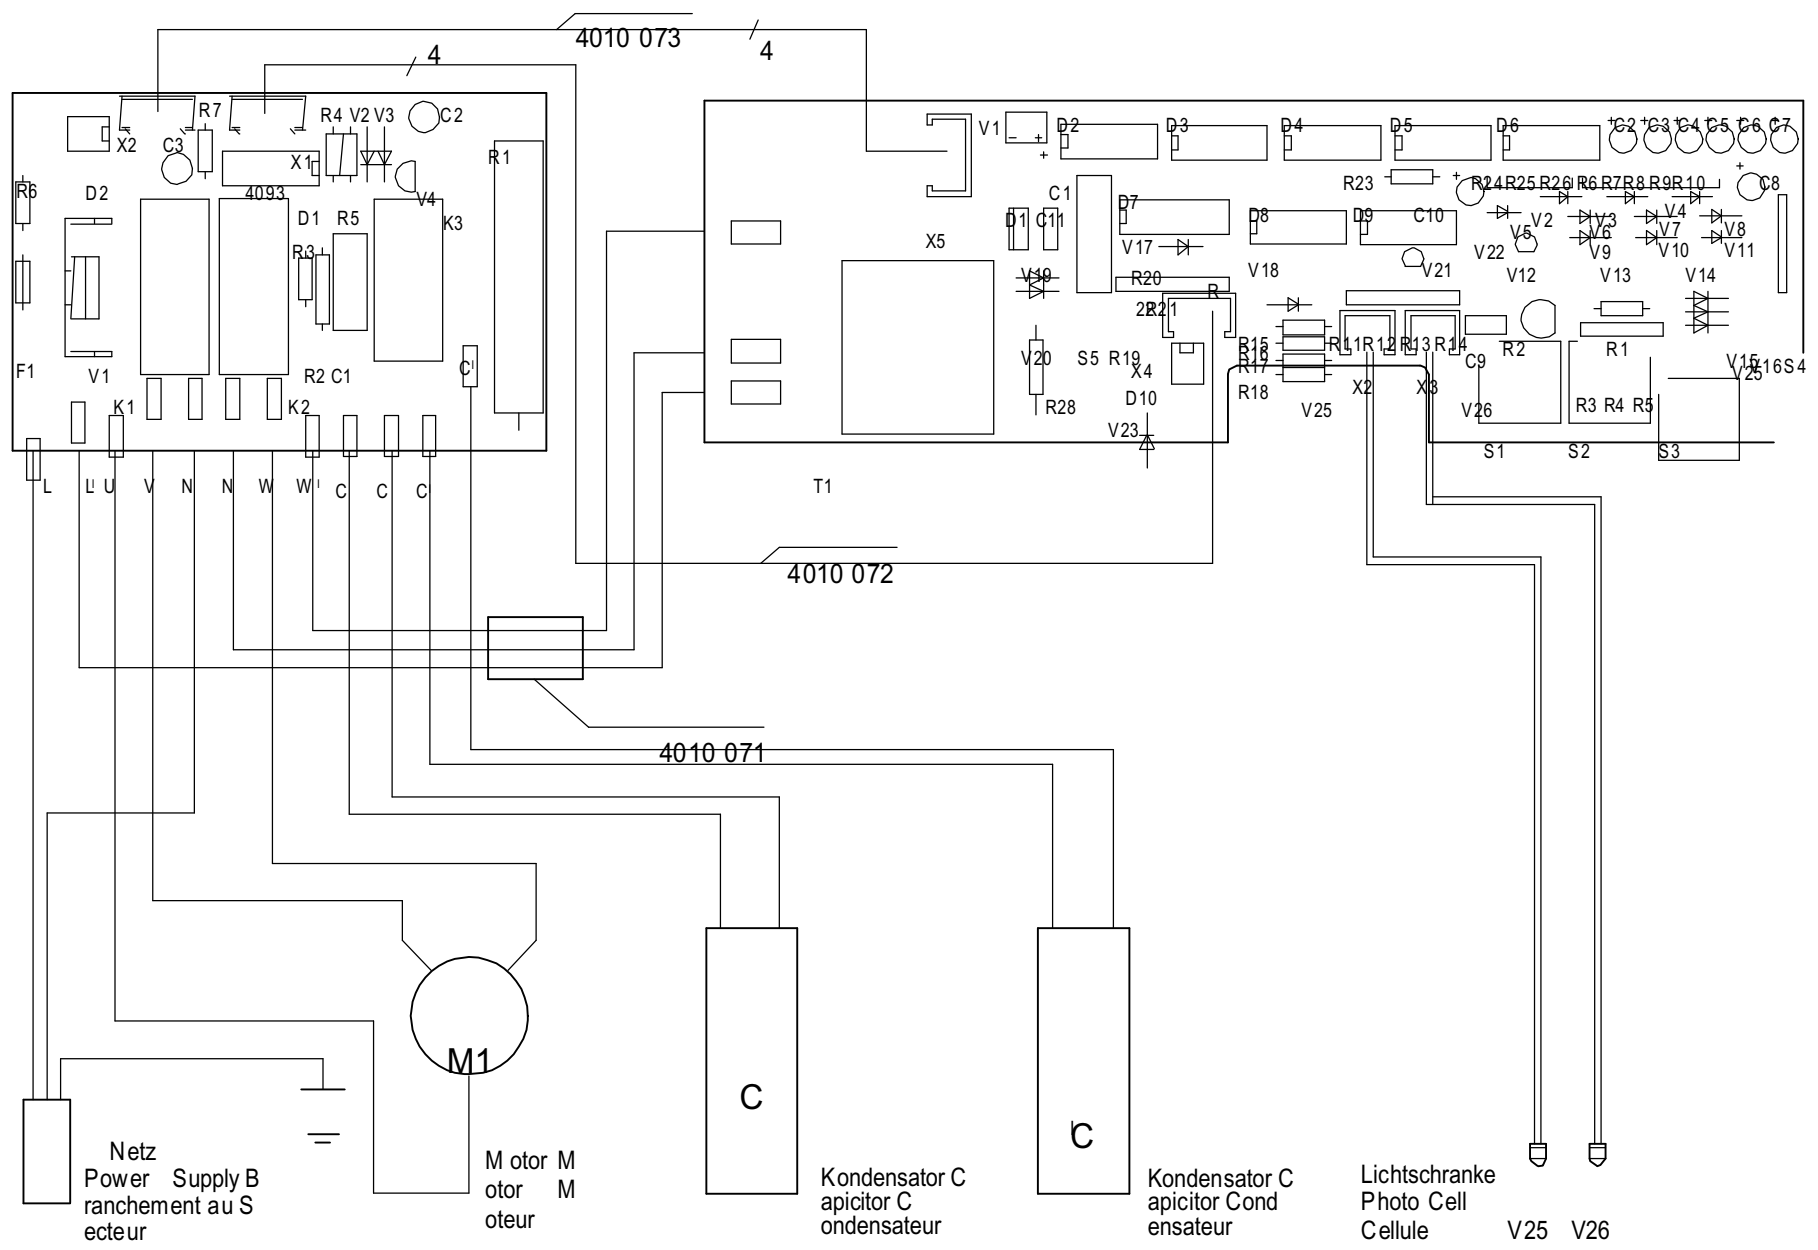 4010 073
4
4
R7 R4 V2 V3 C2
X2 C3 X1 R1
R6 D2 4093 V4
D1 R5 K3
R3
F1 V1 R2 C1 C'
K1 K2
L L' U V N N W W' C C C
V1 D2 D3 D4 D5 D6 C2 C3 C4 C5 C6 C7
C1 R23 R24 R25 R26 R6 R7 R8 R9 R10 C8
D1 C11 D7 D8 D9 C10 V2 V3 V4
X5 V17 V22 V5 V6 V7 V8
V9 V10 V11
V19 R20 V18 V21 V12 V13 V14
R
22 R21
V20 S5 R19 R15 R11 R12 R13 R14 R2 R1
R16
X4 R17 C9 V15 V16 S4
V25
R28 D10 R18 X2 X3
V23 V25 V26 R3 R4 R5
S1 S2 S3
T1
4010 072
4010 071
M1
C
C
Netz
Power Supply B
ranchement au S
ecteur
M otor M
otor M
oteur
Kondensator C
apicitor C
ondensateur
Kondensator C
apicitor Cond
ensateur
Lichtschranke
Photo Cell
Cellule V25 V26